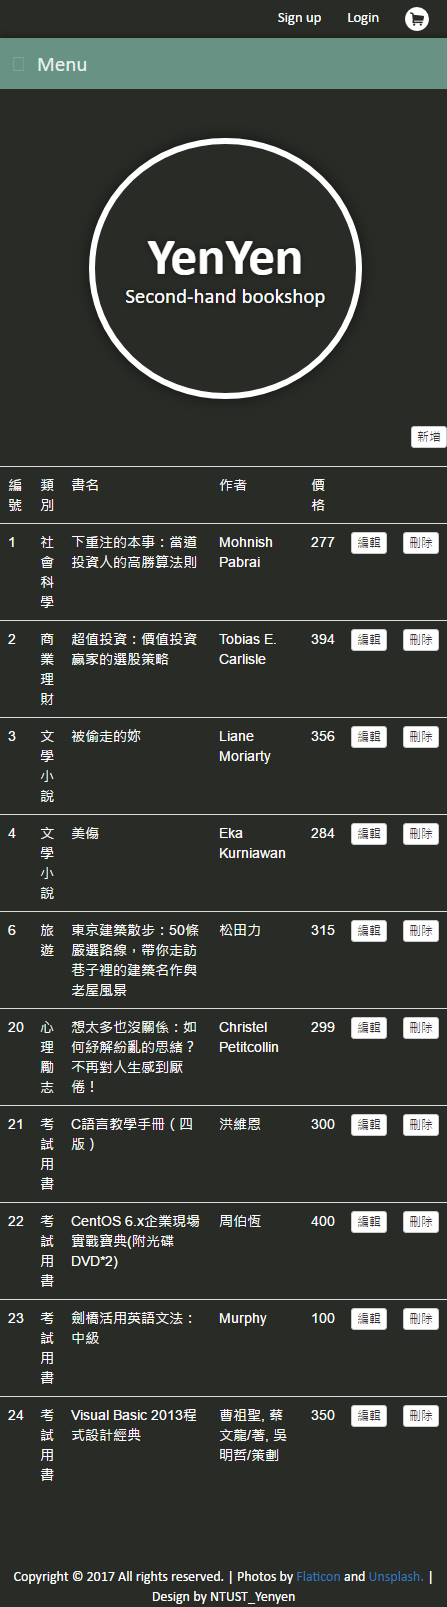 Sign up Login
Menu
YenYen
Second-hand bookshop
新增
編號 類別 書名 作者 價格
1 社會科學 下重注的本事：當道投資人的高勝算法則 Mohnish Pabrai 277 編輯 刪除
2 商業理財 超值投資：價值投資贏家的選股策略 Tobias E. Carlisle 394 編輯 刪除
3 文學小說 被偷走的妳 Liane Moriarty 356 編輯 刪除
4 文學小說 美傷 Eka Kurniawan 284 編輯 刪除
6 旅遊 東京建築散步：50條嚴選路線，帶你走訪巷子裡的建築名作與老屋風景 松田力 315 編輯 刪除
20 心理勵志 想太多也沒關係：如何紓解紛亂的思緒？不再對人生感到厭倦！ Christel Petitcollin 299 編輯 刪除
21 考試用書 C語言教學手冊（四版） 洪維恩 300 編輯 刪除
22 考試用書 CentOS 6.x企業現場實戰寶典(附光碟DVD*2) 周伯恆 400 編輯 刪除
23 考試用書 劍橋活用英語文法：中級 Murphy 100 編輯 刪除
24 考試用書 Visual Basic 2013程式設計經典 曹祖聖, 蔡文龍/著, 吳明哲/策劃 350 編輯 刪除
Copyright © 2017 All rights reserved. | Photos by Flaticon and Unsplash. |
Design by NTUST_Yenyen